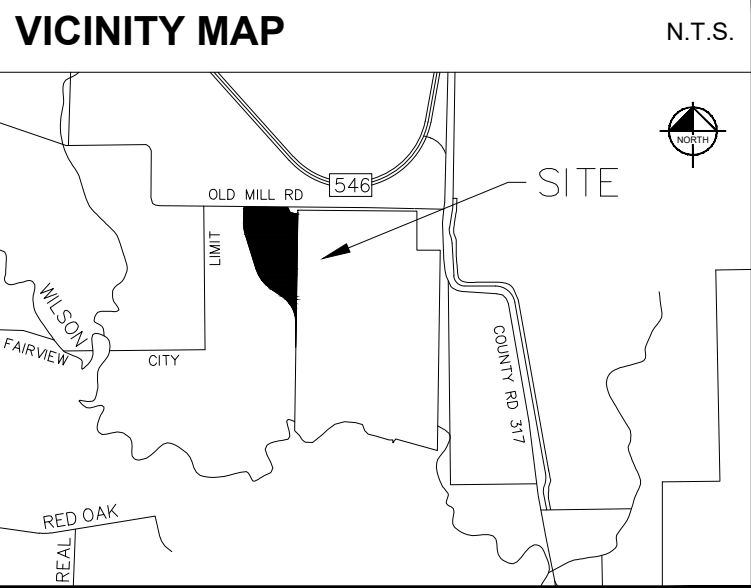 VICINITY MAP
N.T.S.
NORTH
546
SITE
OLD MILL RD
LIMIT
WILSON
FAIRVIEW
CITY
COUNTY RD 317
RED OAK
REAL